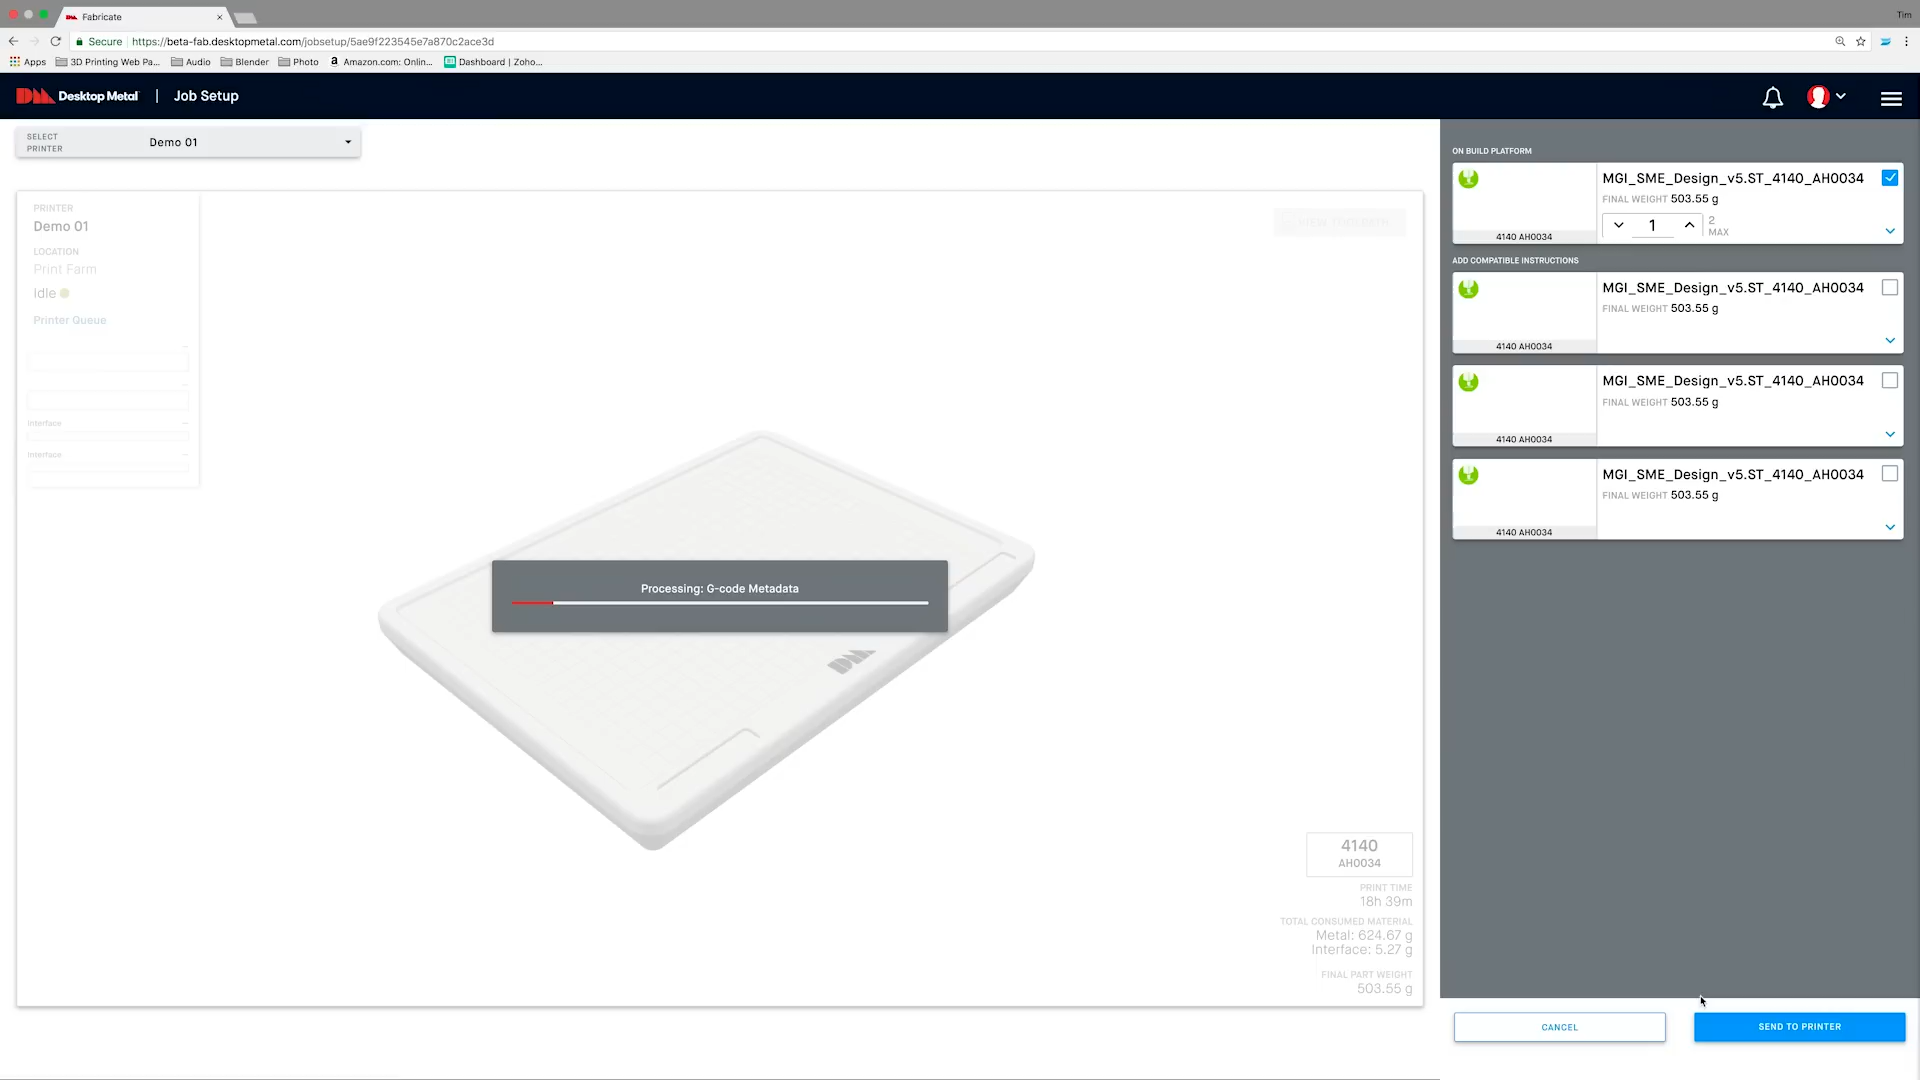 Fabricate
Tim
Secure
https://beta-fab.desktopmetal.com/jobsetup/5ae9f223545e7a870c2ace3d
Apps
3D Printing Web Pa...
Audio
Blender
Photo
Amazon.com: Onlin...
Dashboard | Zoho...
Desktop Metal | Job Setup
SELECT
PRINTER
Demo 01
PRINTER
Demo 01
LOCATION
Print Farm
Idle
Printer Queue
Interface
Interface
Processing: G-code Metadata
DM
4140
AH0034
PRINT TIME
18h 39m
TOTAL CONSUMED MATERIAL
Metal: 624.67 g
Interface: 5.27 g
FINAL PART WEIGHT
503.55 g
ON BUILD PLATFORM
MGI_SME_Design_v5.ST_4140_AH0034
FINAL WEIGHT 503.55 g
1
2
MAX
4140 AH0034
ADD COMPATIBLE INSTRUCTIONS
MGI_SME_Design_v5.ST_4140_AH0034
FINAL WEIGHT 503.55 g
4140 AH0034
MGI_SME_Design_v5.ST_4140_AH0034
FINAL WEIGHT 503.55 g
4140 AH0034
MGI_SME_Design_v5.ST_4140_AH0034
FINAL WEIGHT 503.55 g
4140 AH0034
CANCEL
SEND TO PRINTER